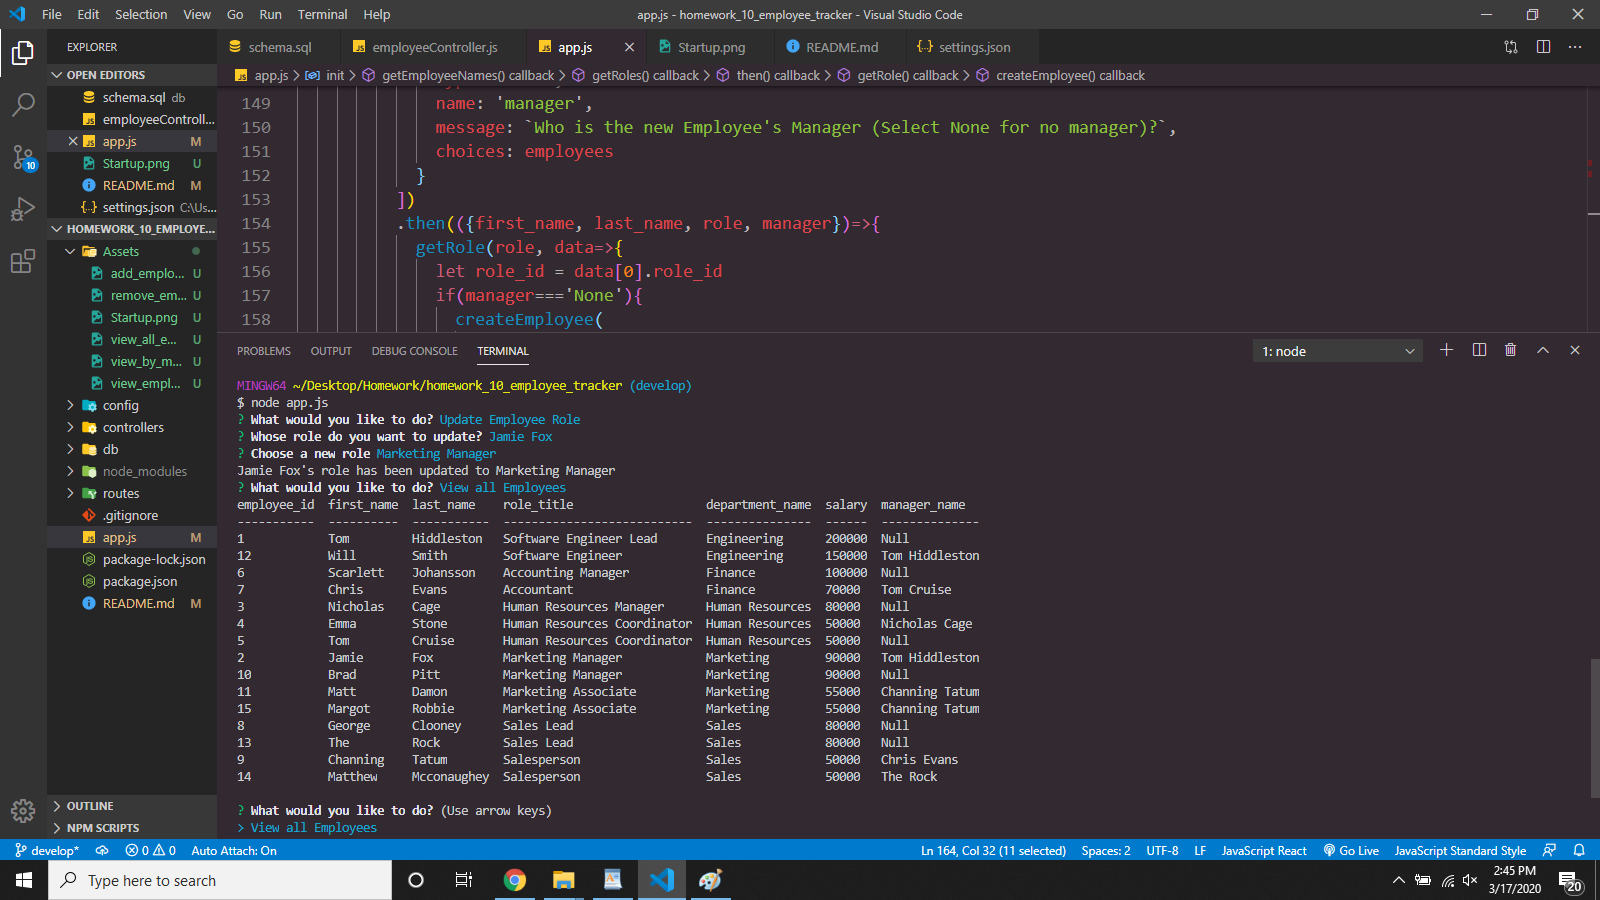 File Edit Selection View Go Run Terminal Help
app.js - homework_10_employee_tracker - Visual Studio Code
EXPLORER
schema.sql
employeeController.js
app.js
Startup.png
README.md
settings.json
OPEN EDITORS
app.js > init > getEmployeeNames() callback > getRoles() callback > then() callback > getRole() callback > createEmployee() callback
schema.sql db
employeeControll...
app.js M
Startup.png U
README.md M
settings.json C:\Us...
HOMEWORK_10_EMPLOYE...
Assets
add_emplo... U
remove_em... U
Startup.png U
view_all_e... U
view_by_m... U
view_empl... U
config
controllers
db
node_modules
routes
.gitignore
app.js M
package-lock.json
package.json
README.md M
OUTLINE
NPM SCRIPTS
10
149 name: 'manager',
150 message: `Who is the new Employee's Manager (Select None for no manager)?`,
151 choices: employees
152 }
153 ])
154 .then(({first_name, last_name, role, manager})=>{
155 getRole(role, data=>{
156 let role_id = data[0].role_id
157 if(manager==='None'){
158 createEmployee(
PROBLEMS OUTPUT DEBUG CONSOLE TERMINAL
1: node
MINGW64 ~/Desktop/Homework/homework_10_employee_tracker (develop)
$ node app.js
? What would you like to do? Update Employee Role
? Whose role do you want to update? Jamie Fox
? Choose a new role Marketing Manager
Jamie Fox's role has been updated to Marketing Manager
? What would you like to do? View all Employees
employee_id first_name last_name role_title department_name salary manager_name
----------- ---------- ----------- --------------------------- --------------- ------ --------------
1 Tom Hiddleston Software Engineer Lead Engineering 200000 Null
12 Will Smith Software Engineer Engineering 150000 Tom Hiddleston
6 Scarlett Johansson Accounting Manager Finance 100000 Null
7 Chris Evans Accountant Finance 70000 Tom Cruise
3 Nicholas Cage Human Resources Manager Human Resources 80000 Null
4 Emma Stone Human Resources Coordinator Human Resources 50000 Nicholas Cage
5 Tom Cruise Human Resources Coordinator Human Resources 50000 Null
2 Jamie Fox Marketing Manager Marketing 90000 Tom Hiddleston
10 Brad Pitt Marketing Manager Marketing 90000 Null
11 Matt Damon Marketing Associate Marketing 55000 Channing Tatum
15 Margot Robbie Marketing Associate Marketing 55000 Channing Tatum
8 George Clooney Sales Lead Sales 80000 Null
13 The Rock Sales Lead Sales 80000 Null
9 Channing Tatum Salesperson Sales 50000 Chris Evans
14 Matthew Mcconaughey Salesperson Sales 50000 The Rock
? What would you like to do? (Use arrow keys)
> View all Employees
develop* 0 0 Auto Attach: On
Ln 164, Col 32 (11 selected) Spaces: 2 UTF-8 LF JavaScript React Go Live JavaScript Standard Style
Type here to search
2:45 PM
3/17/2020
20